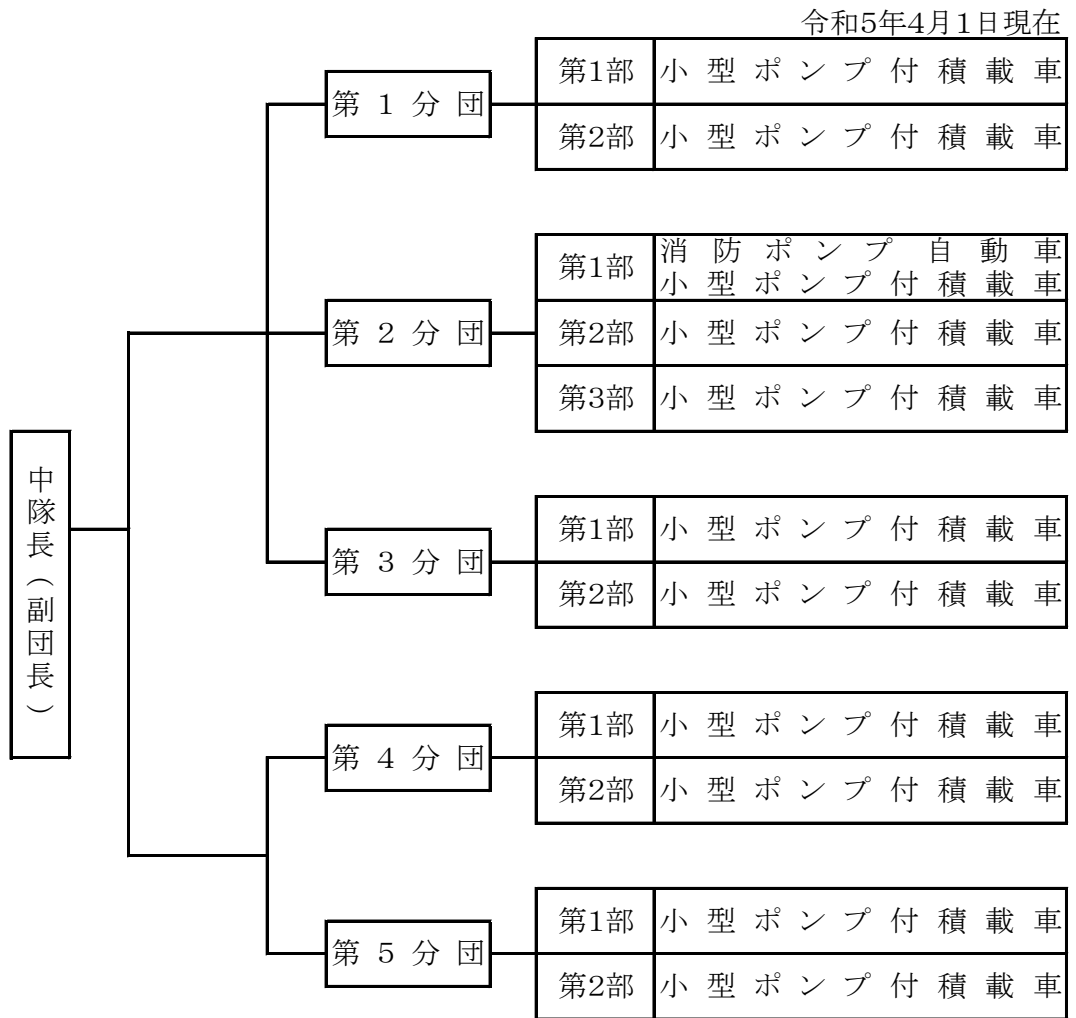 令和5年4月1日現在
第1分団
第1部 小型ポンプ付積載車
第2部 小型ポンプ付積載車
第2分団
第1部 消防ポンプ自動車
小型ポンプ付積載車
第2部 小型ポンプ付積載車
第3部 小型ポンプ付積載車
中隊長（副団長）
第3分団
第1部 小型ポンプ付積載車
第2部 小型ポンプ付積載車
第4分団
第1部 小型ポンプ付積載車
第2部 小型ポンプ付積載車
第5分団
第1部 小型ポンプ付積載車
第2部 小型ポンプ付積載車